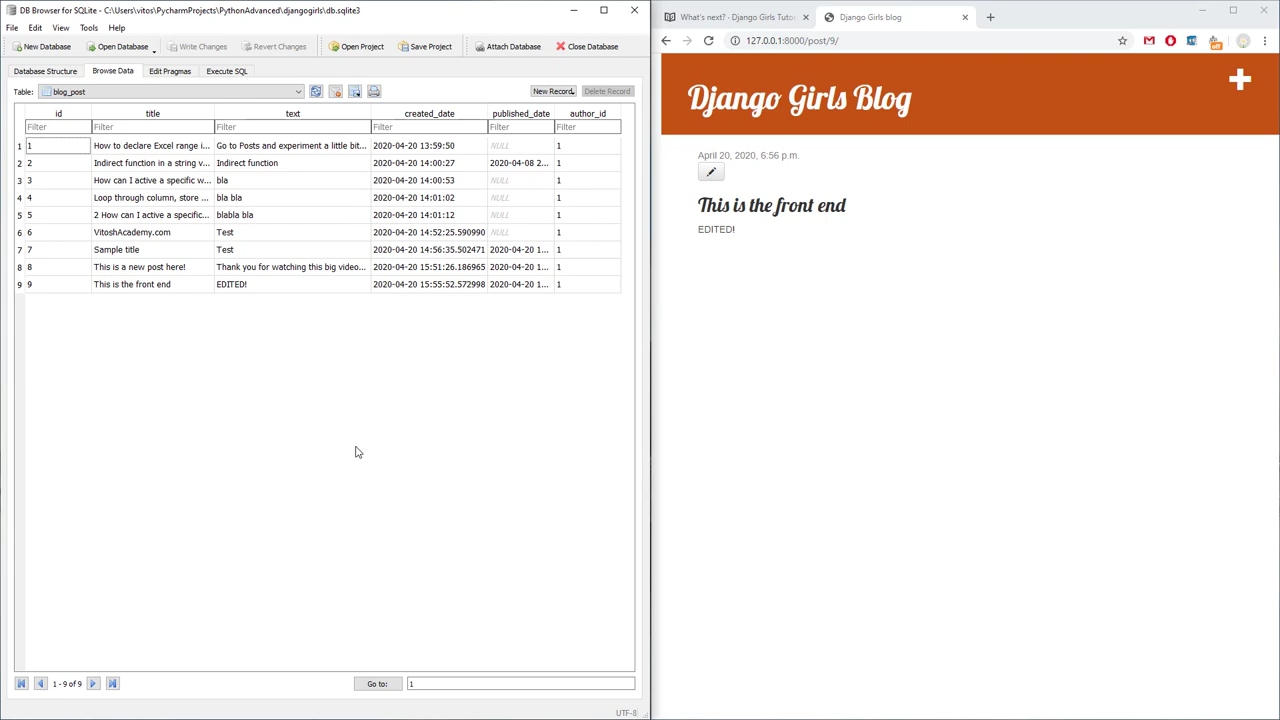 DB Browser for SQLite - C:\Users\vitos\PycharmProjects\PythonAdvanced\djangogirls\db.sqlite3
File Edit View Tools Help
New Database Open Database Write Changes Revert Changes Open Project Save Project Attach Database Close Database
Database Structure Browse Data Edit Pragmas Execute SQL
Table: blog_post New Record Delete Record
id title text created_date published_date author_id
Filter Filter Filter Filter Filter Filter
1 1 How to declare Excel range i... Go to Posts and experiment a little bit... 2020-04-20 13:59:50 NULL 1
2 2 Indirect function in a string v... Indirect function 2020-04-20 14:00:27 2020-04-08 2... 1
3 3 How can I active a specific w... bla 2020-04-20 14:00:53 NULL 1
4 4 Loop through column, store ... bla bla 2020-04-20 14:01:02 NULL 1
5 5 2 How can I active a specific... blabla bla 2020-04-20 14:01:12 NULL 1
6 6 VitoshAcademy.com Test 2020-04-20 14:52:25.590990 NULL 1
7 7 Sample title Test 2020-04-20 14:56:35.502471 2020-04-20 1... 1
8 8 This is a new post here! Thank you for watching this big video... 2020-04-20 15:51:26.186965 2020-04-20 1... 1
9 9 This is the front end EDITED! 2020-04-20 15:55:52.572998 2020-04-20 1... 1
1 - 9 of 9 Go to: 1
UTF-8
What's next? · Django Girls Tuto Django Girls blog
127.0.0.1:8000/post/9/
off
Django Girls Blog
April 20, 2020, 6:56 p.m.
This is the front end
EDITED!